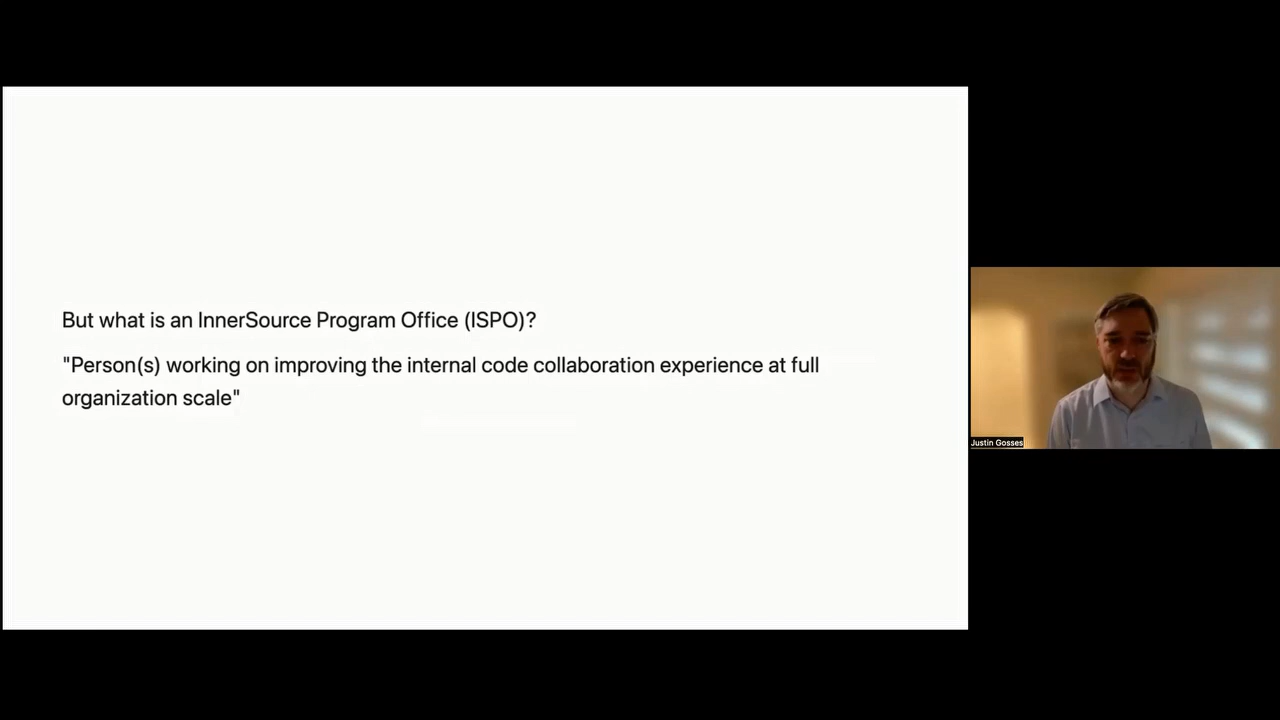 But what is an InnerSource Program Office (ISPO)?
"Person(s) working on improving the internal code collaboration experience at full
organization scale"
Justin Gosses